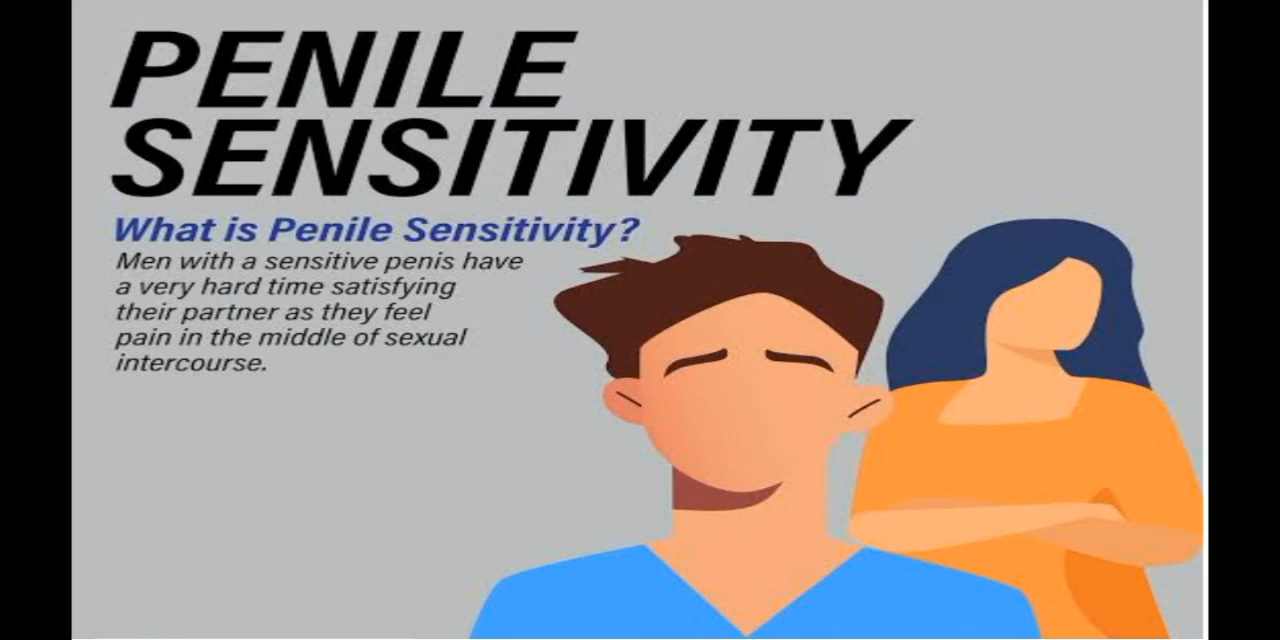 PENILE
SENSITIVITY
What is Penile Sensitivity?
Men with a sensitive penis have
a very hard time satisfying
their partner as they feel
pain in the middle of sexual
intercourse.